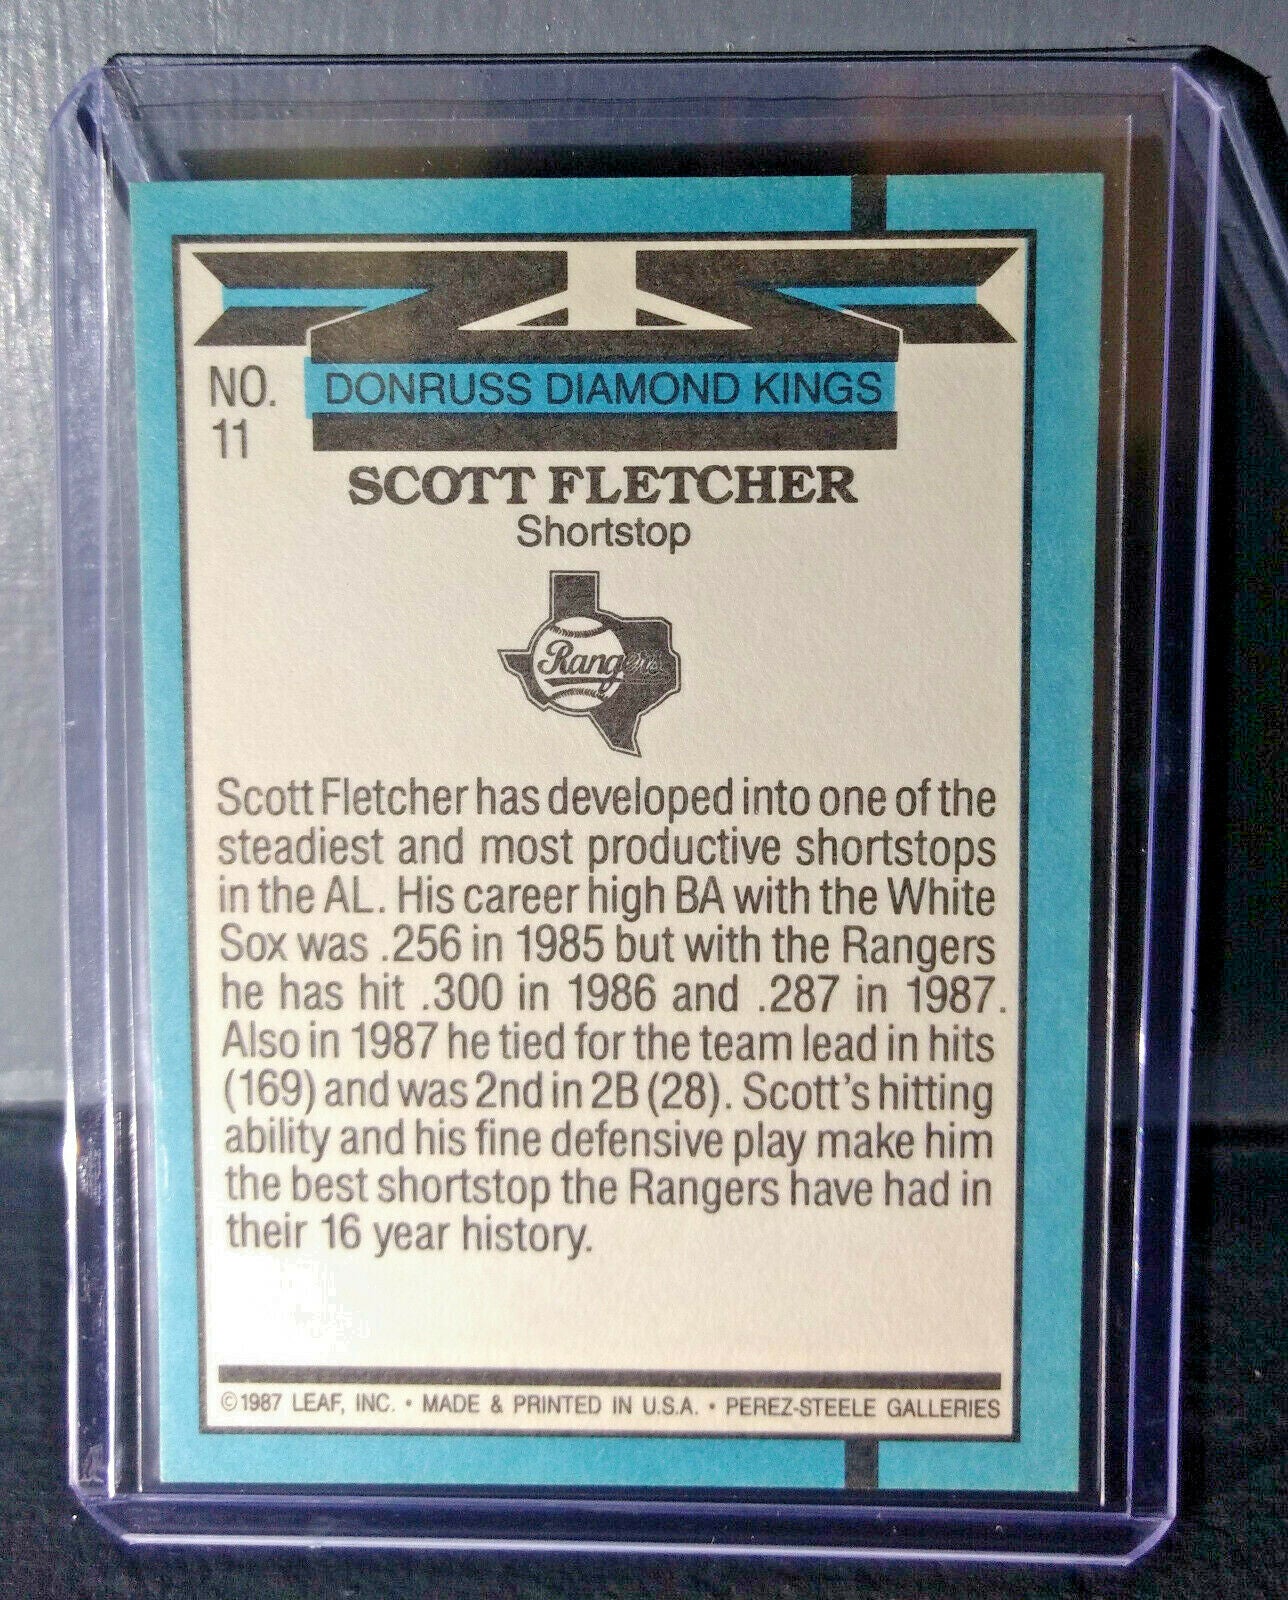 NO.
11
DONRUSS DIAMOND KINGS
SCOTT FLETCHER
Shortstop
Rangers
Scott Fletcher has developed into one of the
steadiest and most productive shortstops
in the AL. His career high BA with the White
Sox was .256 in 1985 but with the Rangers
he has hit .300 in 1986 and .287 in 1987.
Also in 1987 he tied for the team lead in hits
(169) and was 2nd in 2B (28). Scott's hitting
ability and his fine defensive play make him
the best shortstop the Rangers have had in
their 16 year history.
©1987 LEAF, INC. • MADE & PRINTED IN U.S.A. • PEREZ-STEELE GALLERIES